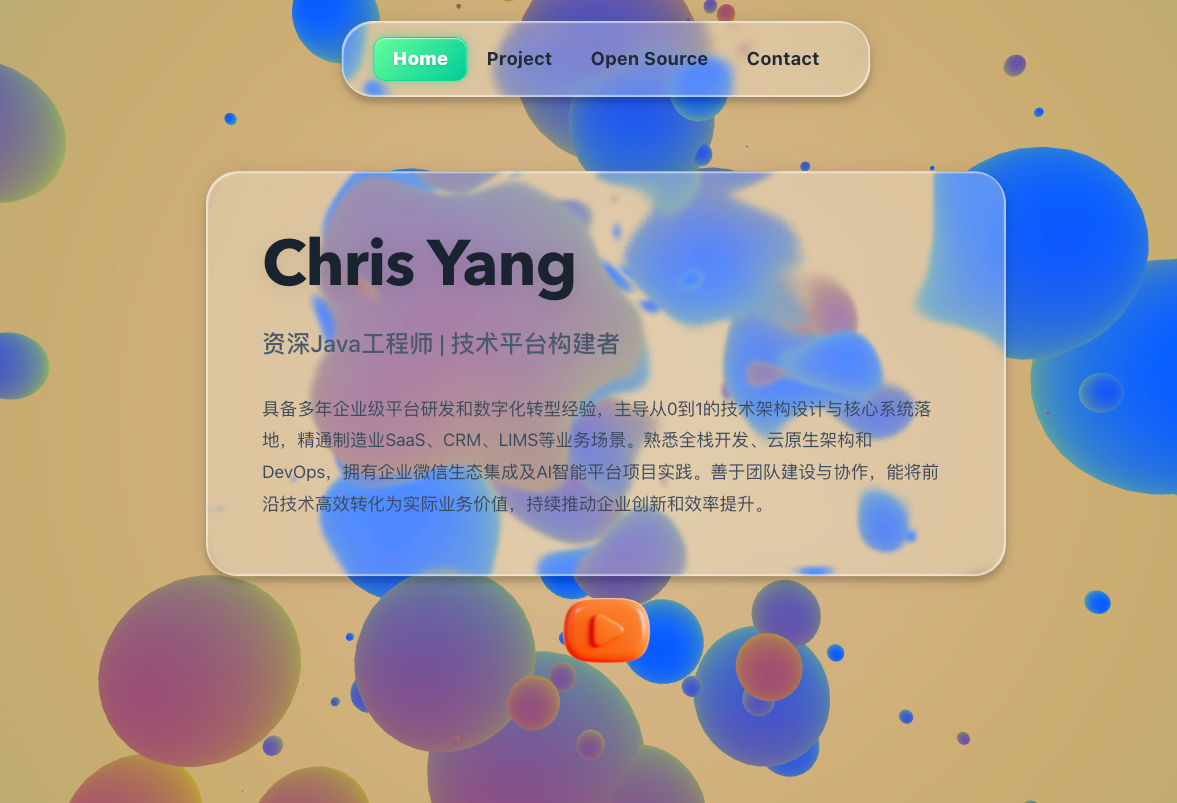 Home
Project
Open Source
Contact
Chris Yang
资深Java工程师 | 技术平台构建者
具备多年企业级平台研发和数字化转型经验，主导从0到1的技术架构设计与核心系统落
地，精通制造业SaaS、CRM、LIMS等业务场景。熟悉全栈开发、云原生架构和
DevOps，拥有企业微信生态集成及AI智能平台项目实践。善于团队建设与协作，能将前
沿技术高效转化为实际业务价值，持续推动企业创新和效率提升。